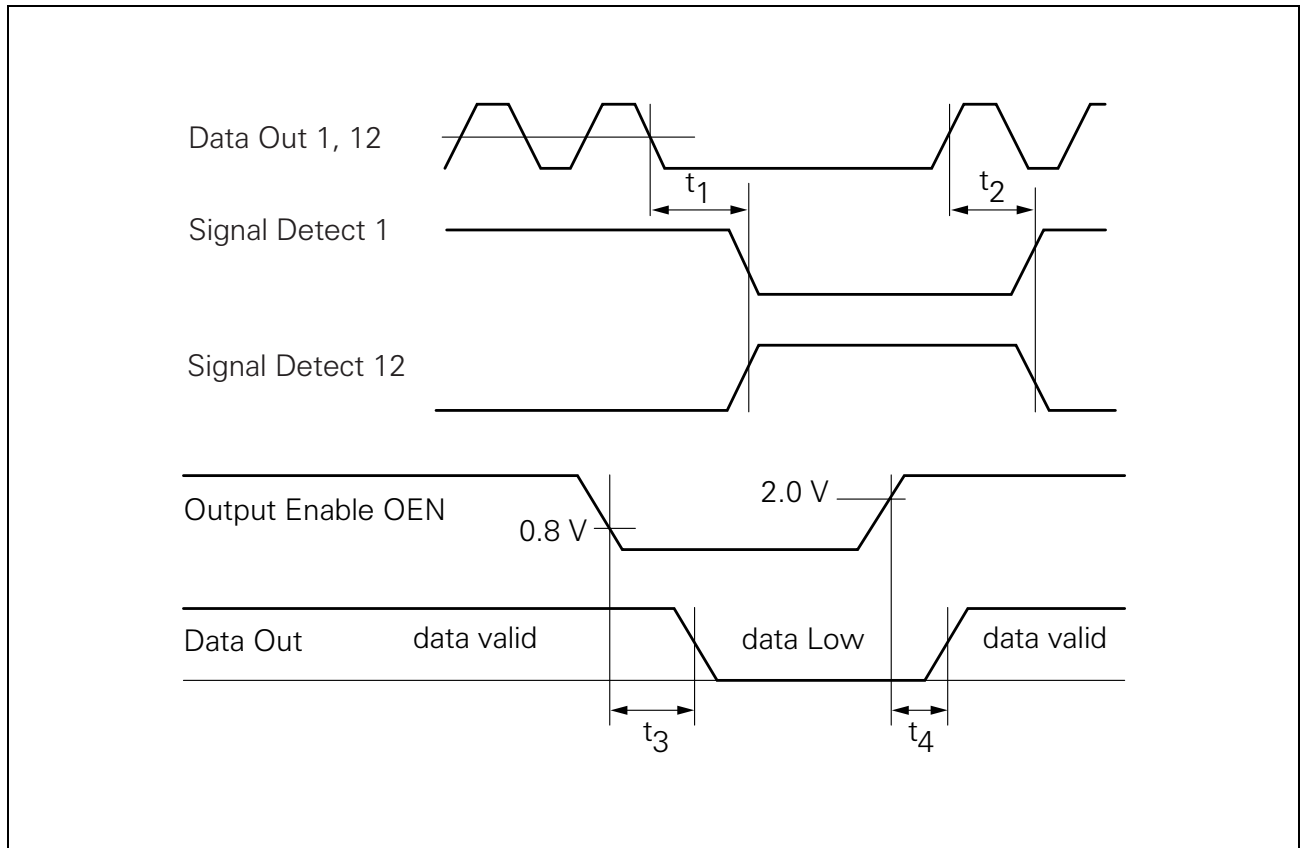 Data Out 1, 12
t1
t2
Signal Detect 1
Signal Detect 12
2.0 V
Output Enable OEN
0.8 V
Data Out
data valid
data Low
data valid
t3
t4